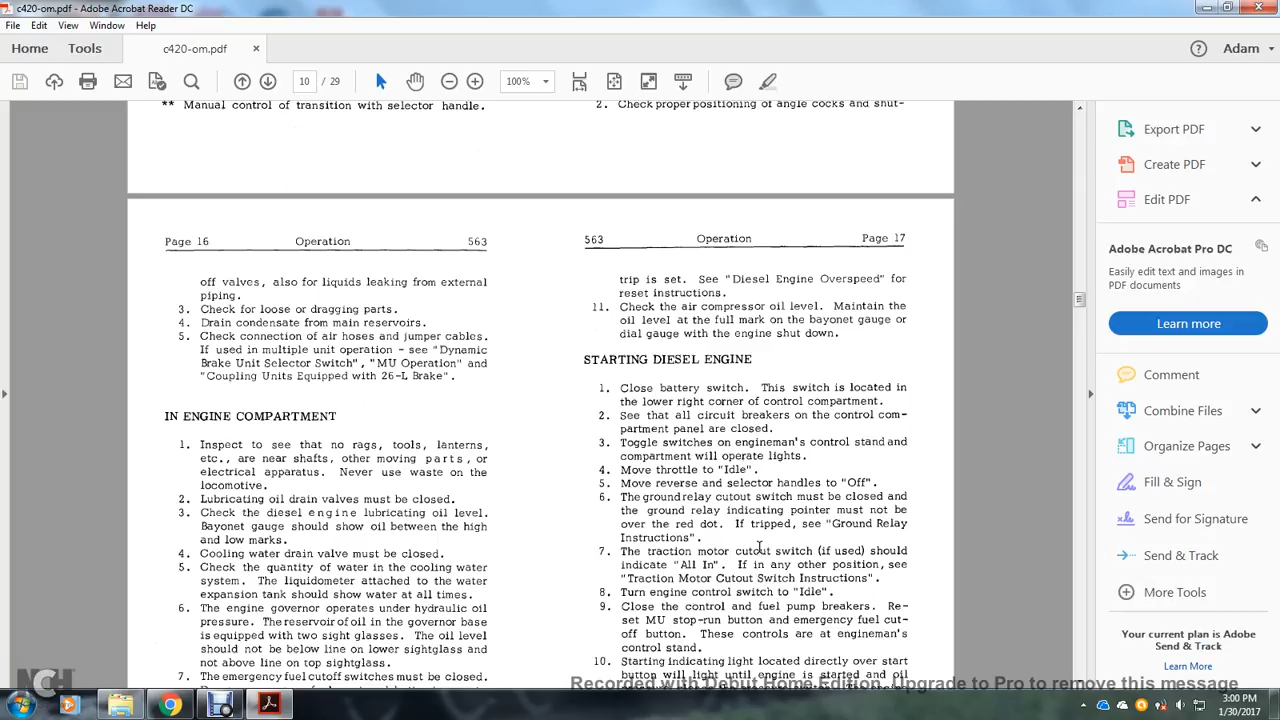 c420-om.pdf - Adobe Acrobat Reader DC
File Edit View Window Help
Home Tools c420-om.pdf × Adam
10 / 29 100%
** Manual control of transition with selector handle.
2. Check proper positioning of angle cocks and shut-
Page 16 Operation 563
off valves, also for liquids leaking from external
piping.
3. Check for loose or dragging parts.
4. Drain condensate from main reservoirs.
5. Check connection of air hoses and jumper cables.
If used in multiple unit operation - see "Dynamic
Brake Unit Selector Switch", "MU Operation" and
"Coupling Units Equipped with 26-L Brake".
IN ENGINE COMPARTMENT
1. Inspect to see that no rags, tools, lanterns,
etc., are near shafts, other moving parts, or
electrical apparatus. Never use waste on the
locomotive.
2. Lubricating oil drain valves must be closed.
3. Check the diesel engine lubricating oil level.
Bayonet gauge should show oil between the high
and low marks.
4. Cooling water drain valve must be closed.
5. Check the quantity of water in the cooling water
system. The liquidometer attached to the water
expansion tank should show water at all times.
6. The engine governor operates under hydraulic oil
pressure. The reservoir of oil in the governor base
is equipped with two sight glasses. The oil level
should not be below line on lower sightglass and
not above line on top sightglass.
7. The emergency fuel cutoff switches must be closed.
563 Operation Page 17
trip is set. See "Diesel Engine Overspeed" for
reset instructions.
11. Check the air compressor oil level. Maintain the
oil level at the full mark on the bayonet gauge or
dial gauge with the engine shut down.
STARTING DIESEL ENGINE
1. Close battery switch. This switch is located in
the lower right corner of control compartment.
2. See that all circuit breakers on the control com-
partment panel are closed.
3. Toggle switches on engineman's control stand and
compartment will operate lights.
4. Move throttle to "Idle".
5. Move reverse and selector handles to "Off".
6. The ground relay cutout switch must be closed and
the ground relay indicating pointer must not be
over the red dot. If tripped, see "Ground Relay
Instructions".
7. The traction motor cutout switch (if used) should
indicate "All In". If in any other position, see
"Traction Motor Cutout Switch Instructions".
8. Turn engine control switch to "Idle".
9. Close the control and fuel pump breakers. Re-
set MU stop-run button and emergency fuel cut-
off button. These controls are at engineman's
control stand.
10. Starting indicating light located directly over start
button will light until engine is started and oil
Export PDF
Create PDF
Edit PDF
Adobe Acrobat Pro DC
Easily edit text and images in
PDF documents
Learn more
Comment
Combine Files
Organize Pages
Fill & Sign
Send for Signature
Send & Track
More Tools
Your current plan is Adobe
Send & Track
Learn More
NCH
Recorded with Debut Home Edition. Upgrade to Pro to remove this message
3:00 PM
1/30/2017